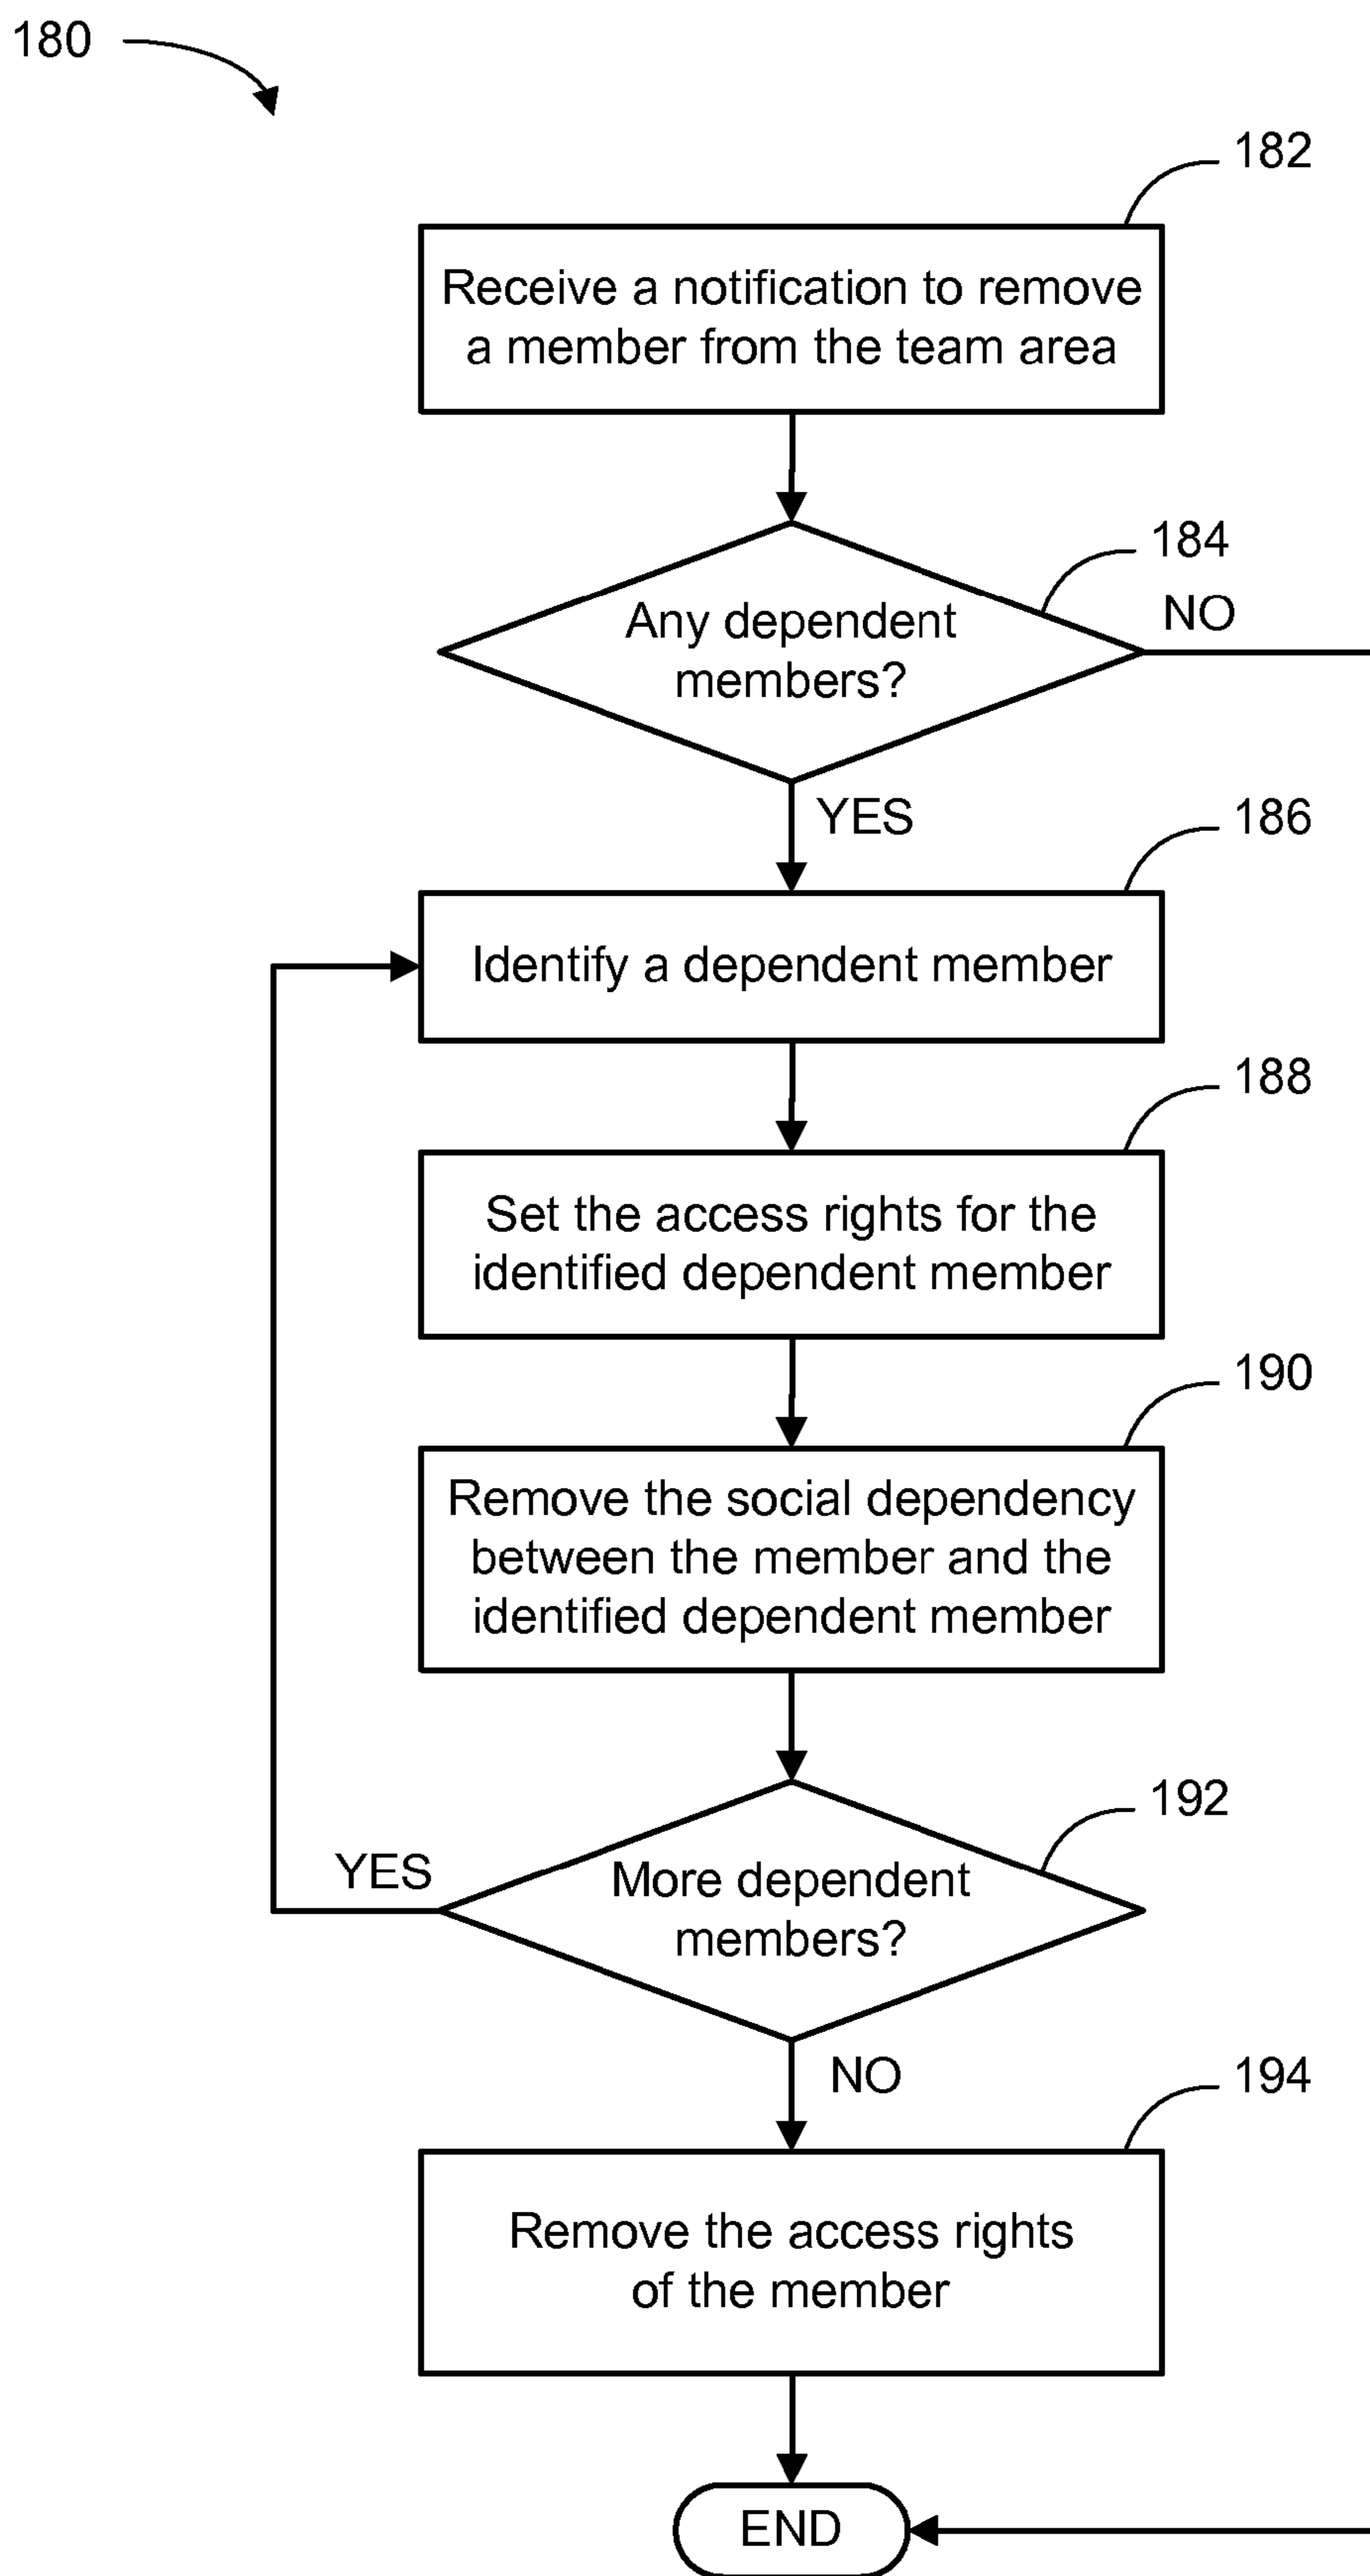 180
182
Receive a notification to remove
a member from the team area
184
Any dependent
members?
NO
YES
186
Identify a dependent member
188
Set the access rights for the
identified dependent member
190
Remove the social dependency
between the member and the
identified dependent member
192
More dependent
members?
YES
NO
194
Remove the access rights
of the member
END